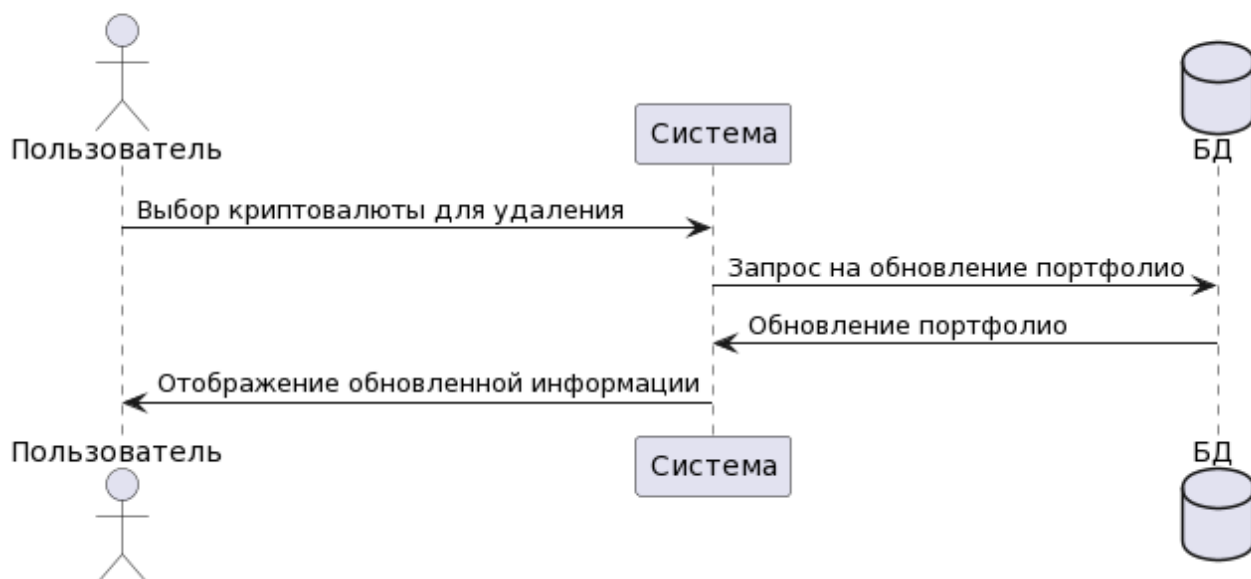 Пользователь
Система
БД
Выбор криптовалюты для удаления
Запрос на обновление портфолио
Обновление портфолио
Отображение обновленной информации
Пользователь
Система
БД